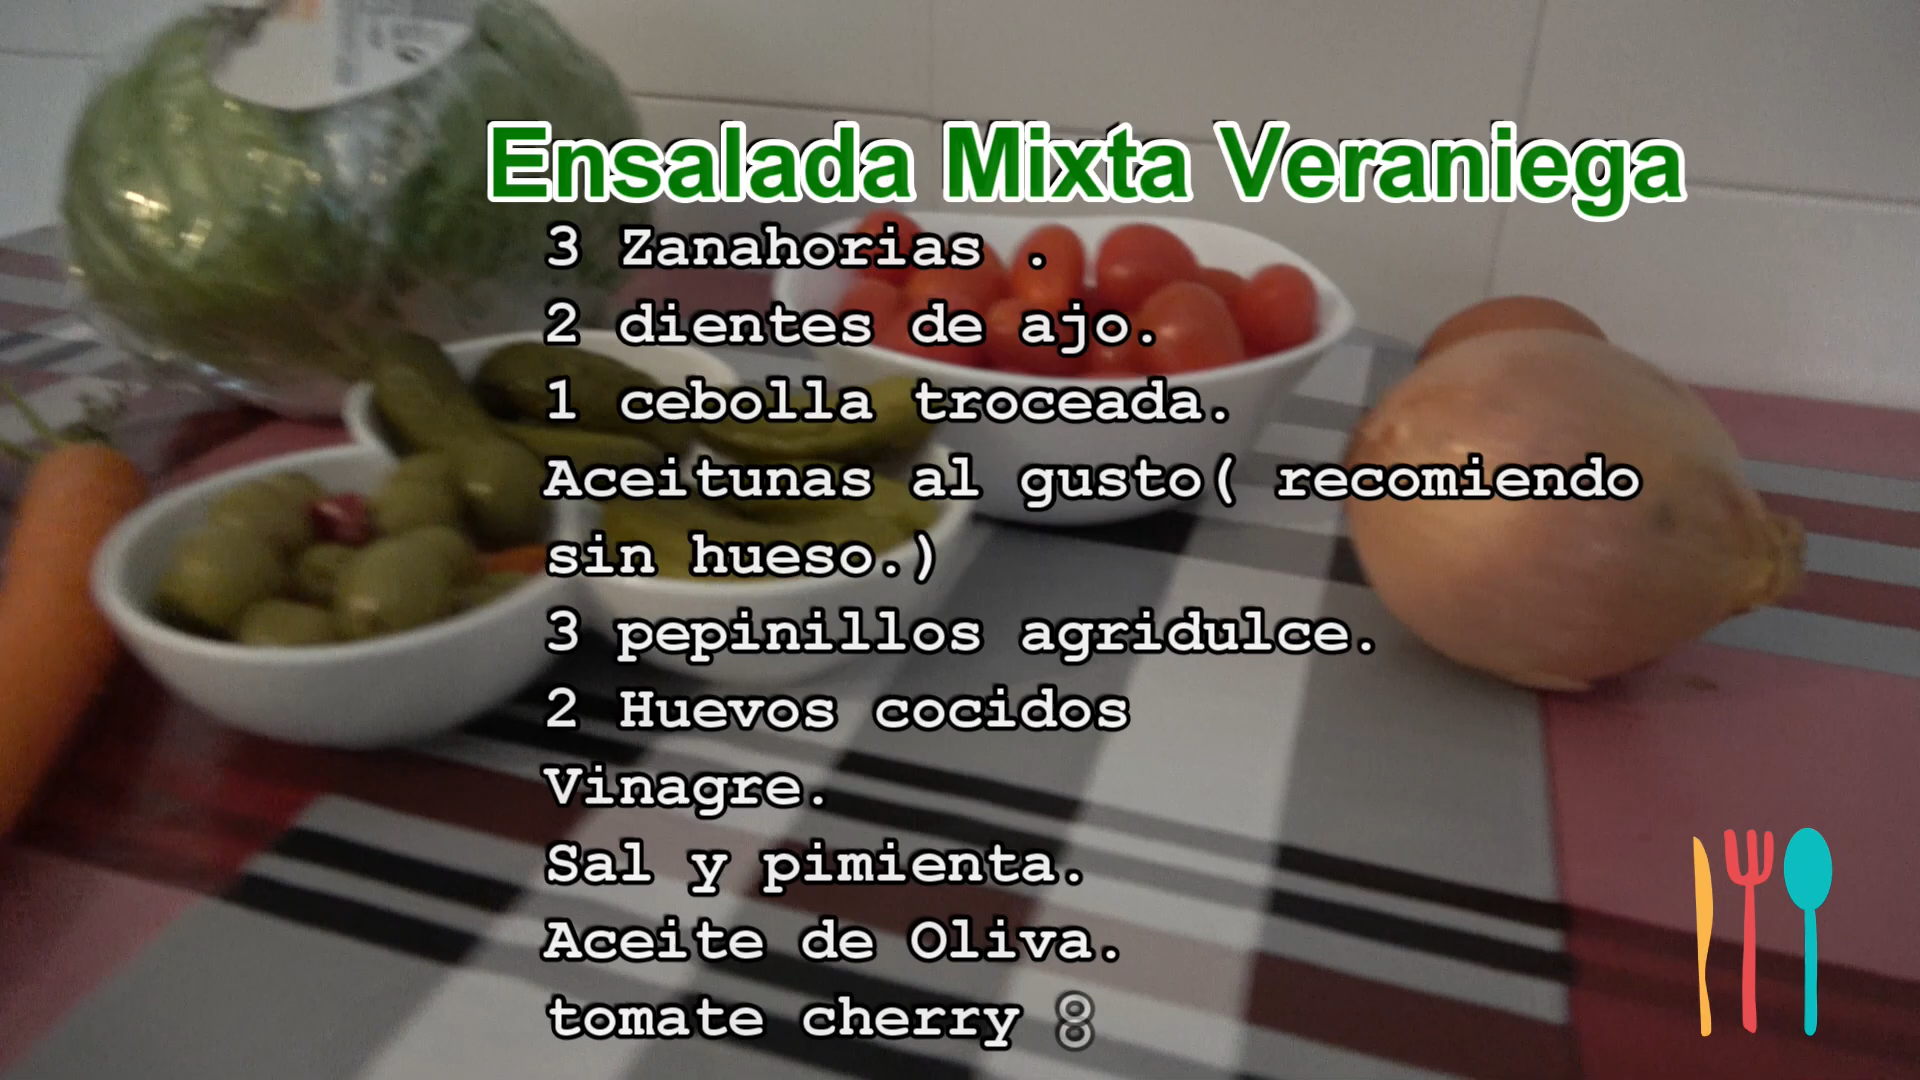 Ensalada Mixta Veraniega
3 Zanahorias .
2 dientes de ajo.
1 cebolla troceada.
Aceitunas al gusto( recomiendo
sin hueso.)
3 pepinillos agridulce.
2 Huevos cocidos
Vinagre.
Sal y pimienta.
Aceite de Oliva.
tomate cherry 8